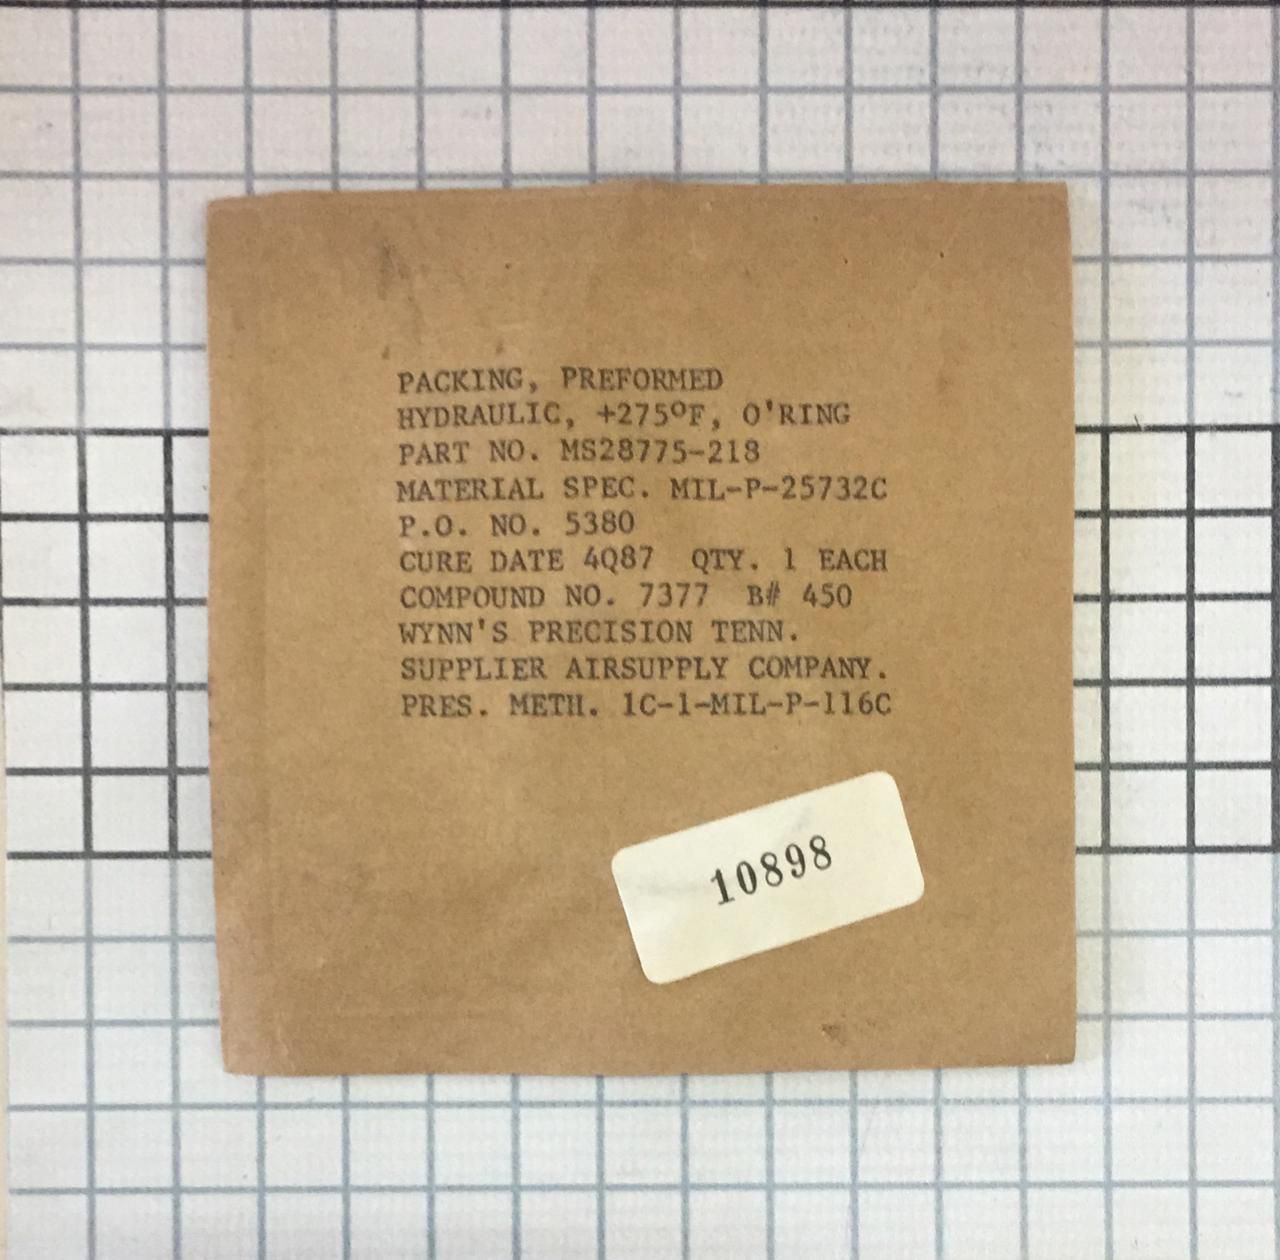 PACKING, PREFORMED
HYDRAULIC, +275ºF, O'RING
PART NO. MS28775-218
MATERIAL SPEC. MIL-P-25732C
P.O. NO. 5380
CURE DATE 4Q87 QTY. 1 EACH
COMPOUND NO. 7377 B# 450
WYNN'S PRECISION TENN.
SUPPLIER AIRSUPPLY COMPANY.
PRES. METH. 1C-1-MIL-P-116C
10898